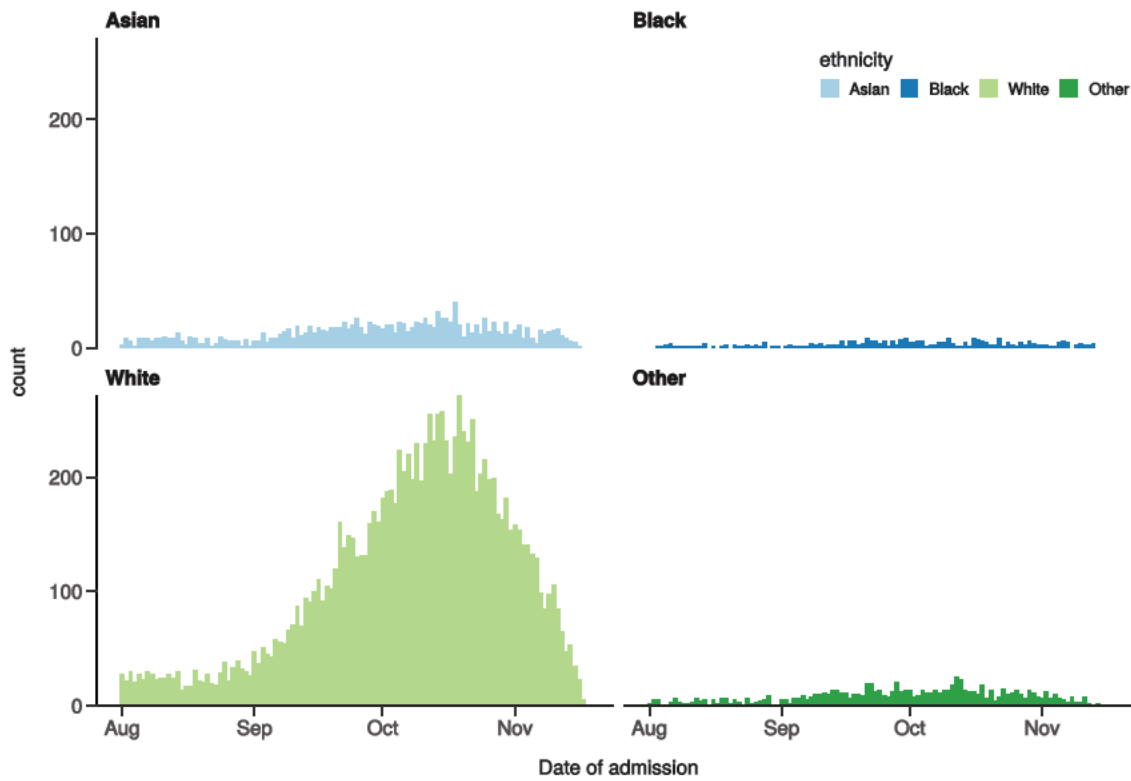 Asian
Black
ethnicity
Asian Black White Other
200
100
0
count
White
Other
200
100
0
Aug Sep Oct Nov Aug Sep Oct Nov
Date of admission